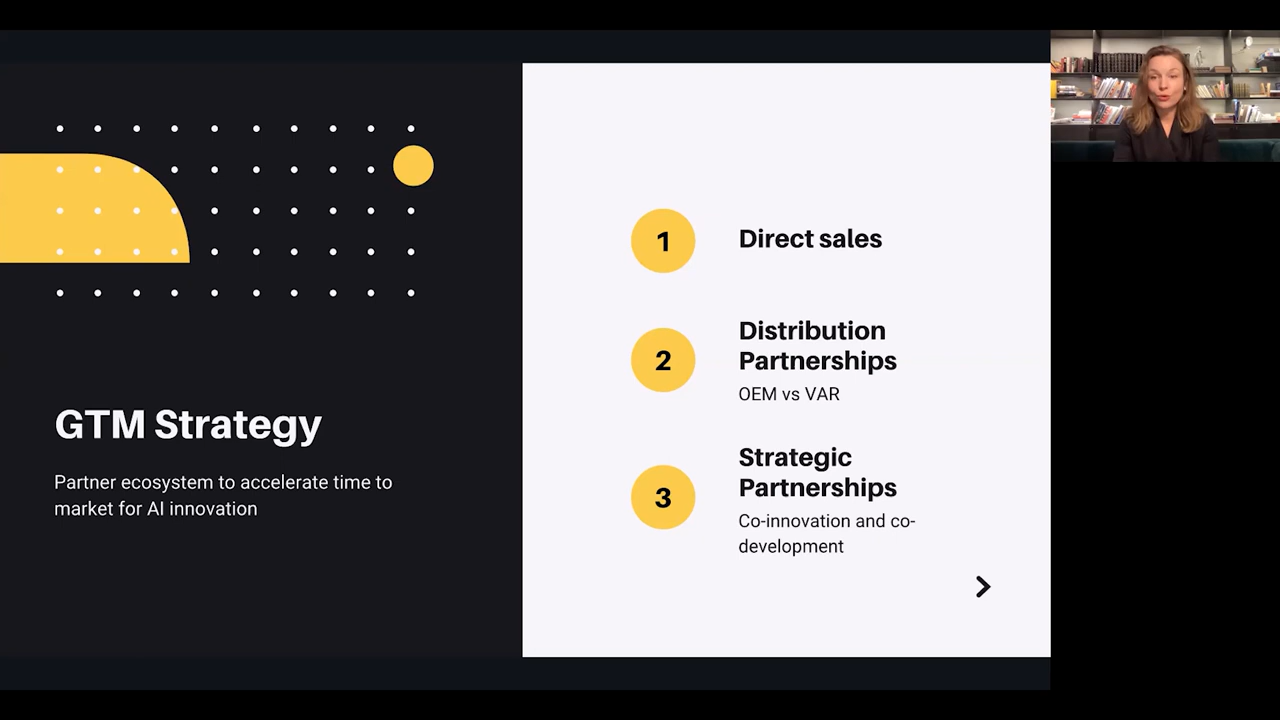 GTM Strategy
Partner ecosystem to accelerate time to
market for AI innovation
1
Direct sales
2
Distribution
Partnerships
OEM vs VAR
3
Strategic
Partnerships
Co-innovation and co-
development